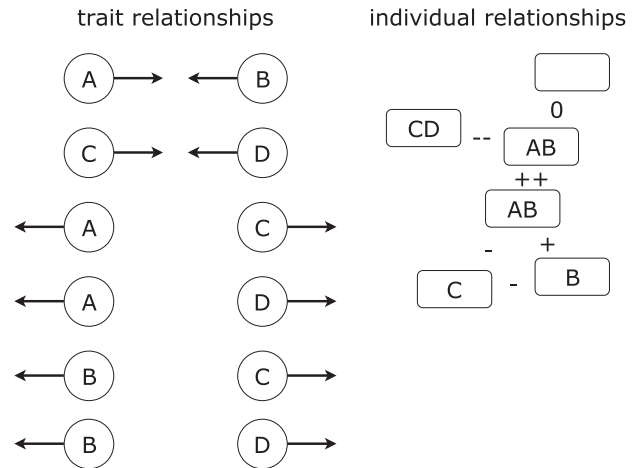 trait relationships
A B
C D
A C
A D
B C
B D
individual relationships
0
CD -- AB
++
AB
- +
C - B